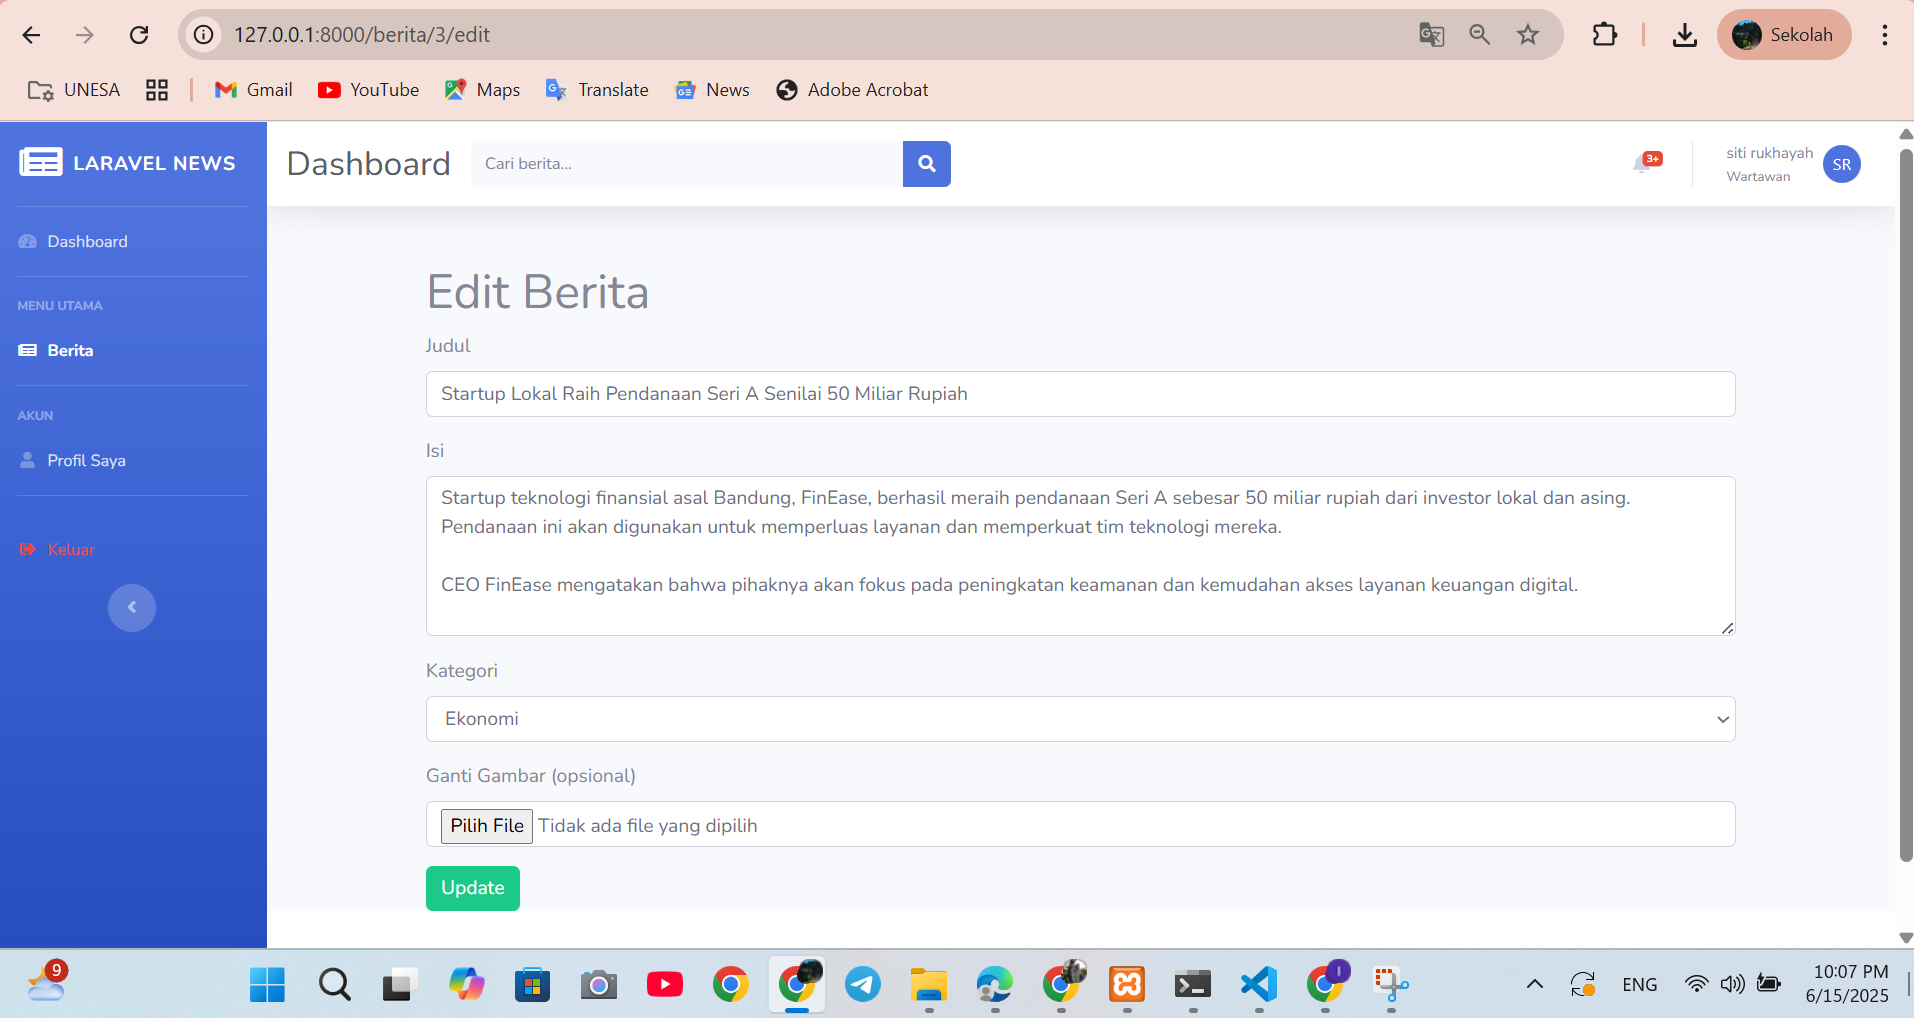 127.0.0.1:8000/berita/3/edit
Sekolah
UNESA
Gmail
YouTube
Maps
Translate
News
Adobe Acrobat
LARAVEL NEWS
Dashboard
Cari berita...
3+
siti rukhayah
Wartawan
SR
Dashboard
MENU UTAMA
Berita
AKUN
Profil Saya
Keluar
Edit Berita
Judul
Startup Lokal Raih Pendanaan Seri A Senilai 50 Miliar Rupiah
Isi
Startup teknologi finansial asal Bandung, FinEase, berhasil meraih pendanaan Seri A sebesar 50 miliar rupiah dari investor lokal dan asing.
Pendanaan ini akan digunakan untuk memperluas layanan dan memperkuat tim teknologi mereka.
CEO FinEase mengatakan bahwa pihaknya akan fokus pada peningkatan keamanan dan kemudahan akses layanan keuangan digital.
Kategori
Ekonomi
Ganti Gambar (opsional)
Pilih File Tidak ada file yang dipilih
Update
9
I
ENG
10:07 PM
6/15/2025